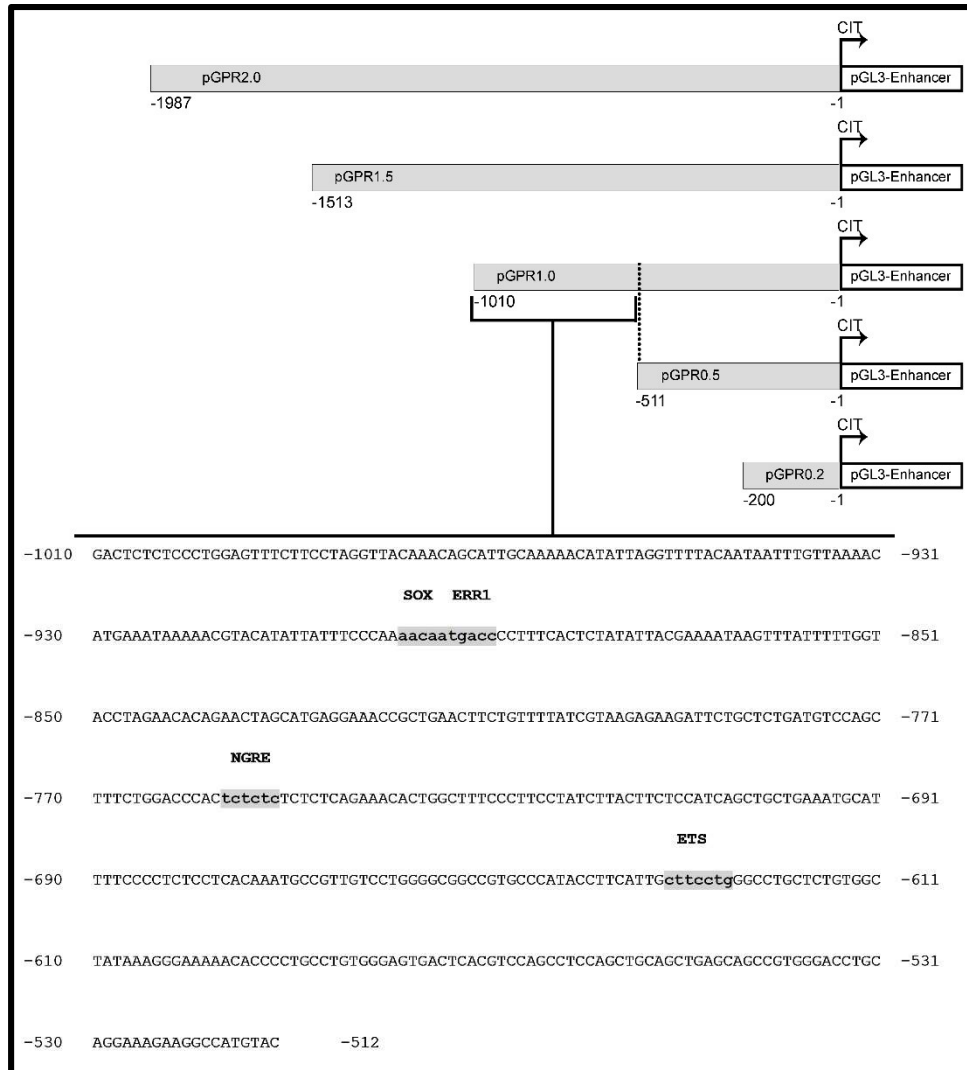 CIT
pGPR2.0 pGL3-Enhancer
-1987 -1
CIT
pGPR1.5 pGL3-Enhancer
-1513 -1
CIT
pGPR1.0 pGL3-Enhancer
-1010 -1
CIT
pGPR0.5 pGL3-Enhancer
-511 -1
CIT
pGPR0.2 pGL3-Enhancer
-200 -1
-1010 GACTCTCTCCCTGGAGTTTCTTCCTAGGTTACAAACAGCATTGCAAAAACATATTAGGTTTTACAATAATTTGTTAAAAC -931
SOX ERR1
-930 ATGAAATAAAAACGTACATATTATTTCCCAAaacaatgaccCCTTTCACTCTATATTACGAAAATAAGTTTATTTTTGGT -851
-850 ACCTAGAACACAGAACTAGCATGAGGAAACCGCTGAACTTCTGTTTTATCGTAAGAGAAGATTCTGCTCTGATGTCCAGC -771
NGRE
-770 TTTCTGGACCCACtctctcTCTCTCAGAAACACTGGCTTTCCCTTCCTATCTTACTTCTCCATCAGCTGCTGAAATGCAT -691
ETS
-690 TTTCCCCTCTCCTCACAAATGCCGTTGTCCTGGGGCGGCCGTGCCCATACCTTCATTGcttcctgGGCCTGCTCTGTGGC -611
-610 TATAAAGGGAAAAACACCCCTGCCTGTGGGAGTGACTCACGTCCAGCCTCCAGCTGCAGCTGAGCAGCCGTGGGACCTGC -531
-530 AGGAAAGAAGGCCATGTAC -512